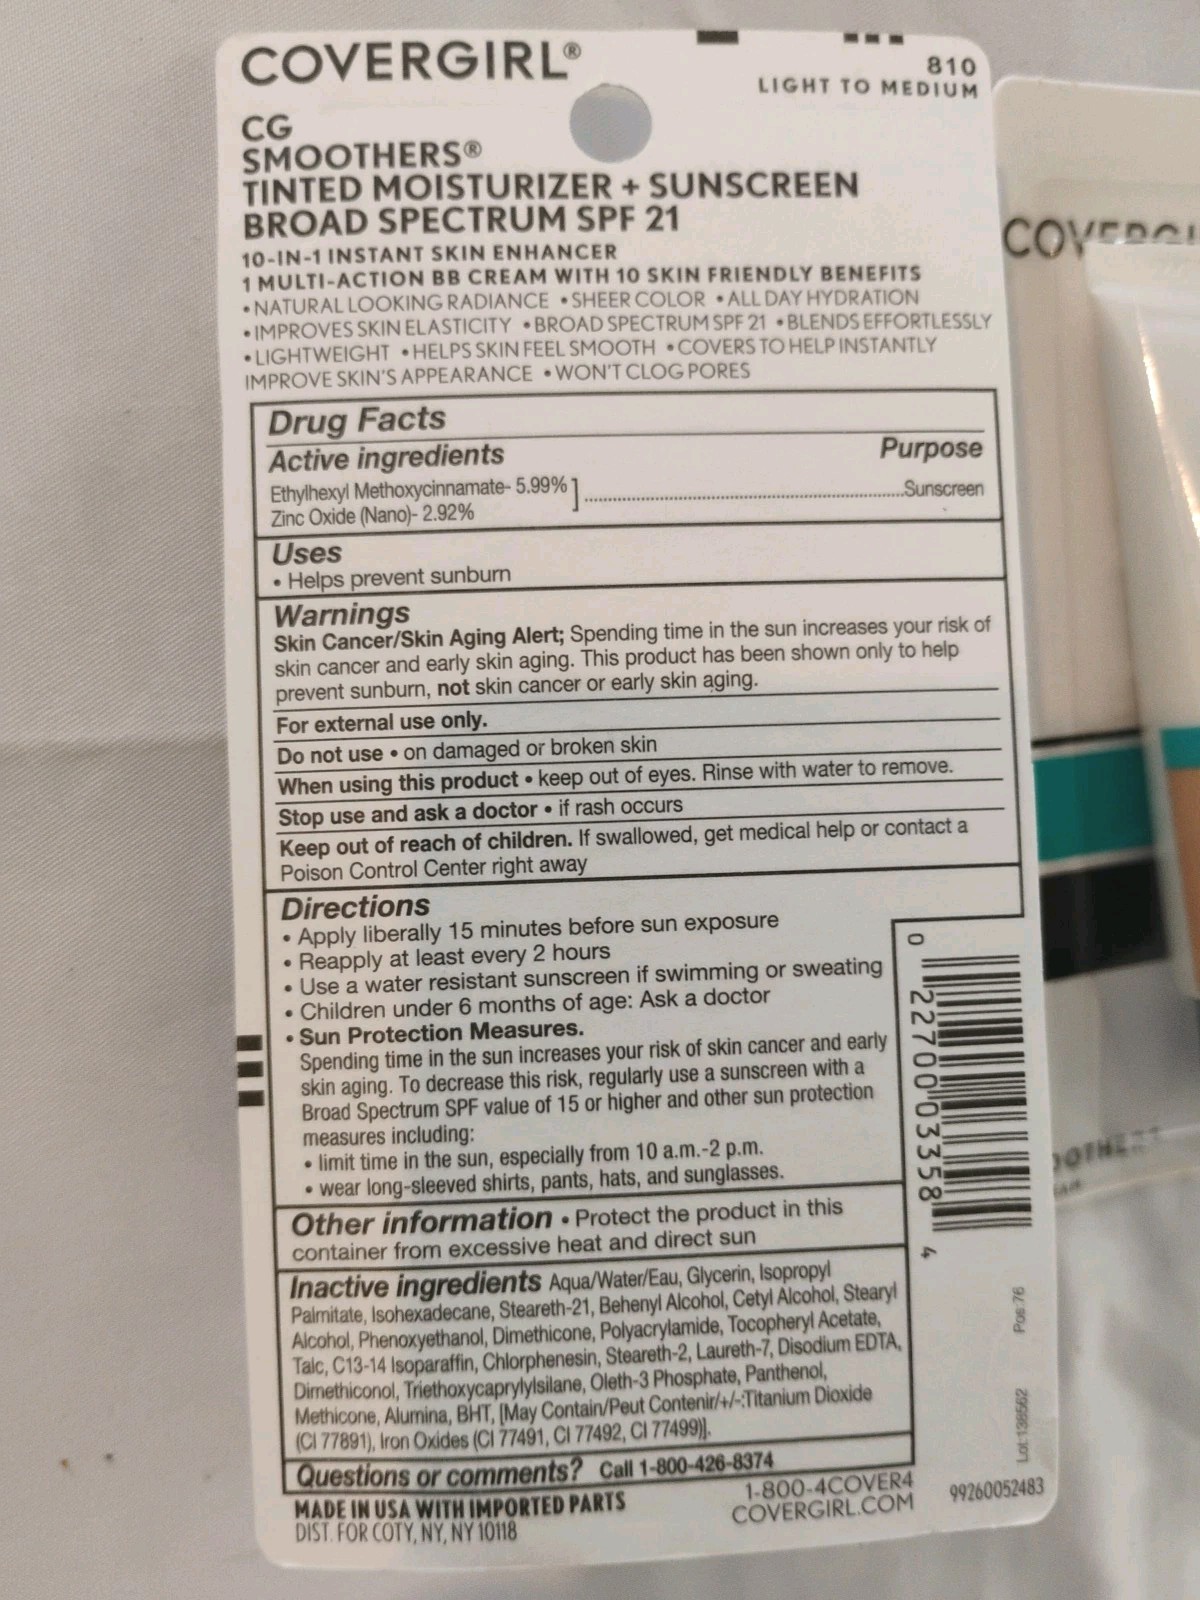 COVERGIRL®
810
LIGHT TO MEDIUM
CG
SMOOTHERS®
TINTED MOISTURIZER + SUNSCREEN
BROAD SPECTRUM SPF 21
10-IN-1 INSTANT SKIN ENHANCER
1 MULTI-ACTION BB CREAM WITH 10 SKIN FRIENDLY BENEFITS
• NATURAL LOOKING RADIANCE • SHEER COLOR • ALL DAY HYDRATION
• IMPROVES SKIN ELASTICITY • BROAD SPECTRUM SPF 21 • BLENDS EFFORTLESSLY
• LIGHTWEIGHT • HELPS SKIN FEEL SMOOTH • COVERS TO HELP INSTANTLY
IMPROVE SKIN'S APPEARANCE • WON'T CLOG PORES
Drug Facts
Active ingredients Purpose
Ethylhexyl Methoxycinnamate- 5.99% ] ........Sunscreen
Zinc Oxide (Nano)- 2.92%
Uses
• Helps prevent sunburn
Warnings
Skin Cancer/Skin Aging Alert; Spending time in the sun increases your risk of
skin cancer and early skin aging. This product has been shown only to help
prevent sunburn, not skin cancer or early skin aging.
For external use only.
Do not use • on damaged or broken skin
When using this product • keep out of eyes. Rinse with water to remove.
Stop use and ask a doctor • if rash occurs
Keep out of reach of children. If swallowed, get medical help or contact a
Poison Control Center right away
Directions
• Apply liberally 15 minutes before sun exposure
• Reapply at least every 2 hours
• Use a water resistant sunscreen if swimming or sweating
• Children under 6 months of age: Ask a doctor
• Sun Protection Measures.
Spending time in the sun increases your risk of skin cancer and early
skin aging. To decrease this risk, regularly use a sunscreen with a
Broad Spectrum SPF value of 15 or higher and other sun protection
measures including:
• limit time in the sun, especially from 10 a.m.-2 p.m.
• wear long-sleeved shirts, pants, hats, and sunglasses.
Other information • Protect the product in this
container from excessive heat and direct sun
Inactive ingredients Aqua/Water/Eau, Glycerin, Isopropyl
Palmitate, Isohexadecane, Steareth-21, Behenyl Alcohol, Cetyl Alcohol, Stearyl
Alcohol, Phenoxyethanol, Dimethicone, Polyacrylamide, Tocopheryl Acetate,
Talc, C13-14 Isoparaffin, Chlorphenesin, Steareth-2, Laureth-7, Disodium EDTA,
Dimethiconol, Triethoxycaprylylsilane, Oleth-3 Phosphate, Panthenol,
Methicone, Alumina, BHT, [May Contain/Peut Contenir/+/-:Titanium Dioxide
(CI 77891), Iron Oxides (CI 77491, CI 77492, CI 77499)].
Questions or comments? Call 1-800-426-8374
MADE IN USA WITH IMPORTED PARTS
DIST. FOR COTY, NY, NY 10118
1-800-4COVER4
COVERGIRL.COM
99260052483
0 22700 03358 4
Lot:138562 Pos:76